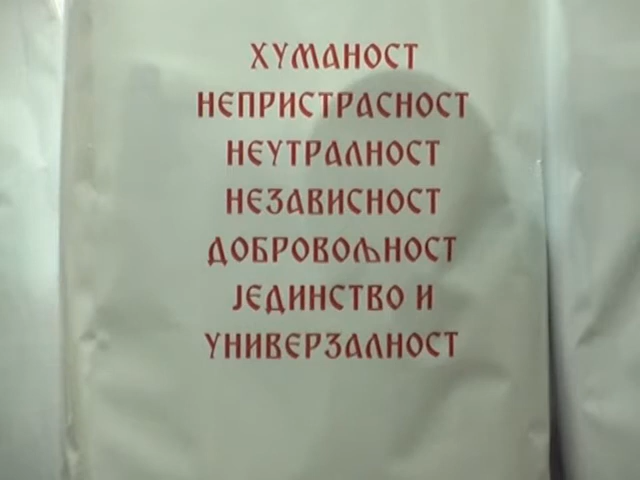 ХУМАНОСТ
НЕПРИСТРАСНОСТ
НЕУТРАЛНОСТ
НЕЗАВИСНОСТ
ДОБРОВОЉНОСТ
ЈЕДИНСТВО И
УНИВЕРЗАЛНОСТ